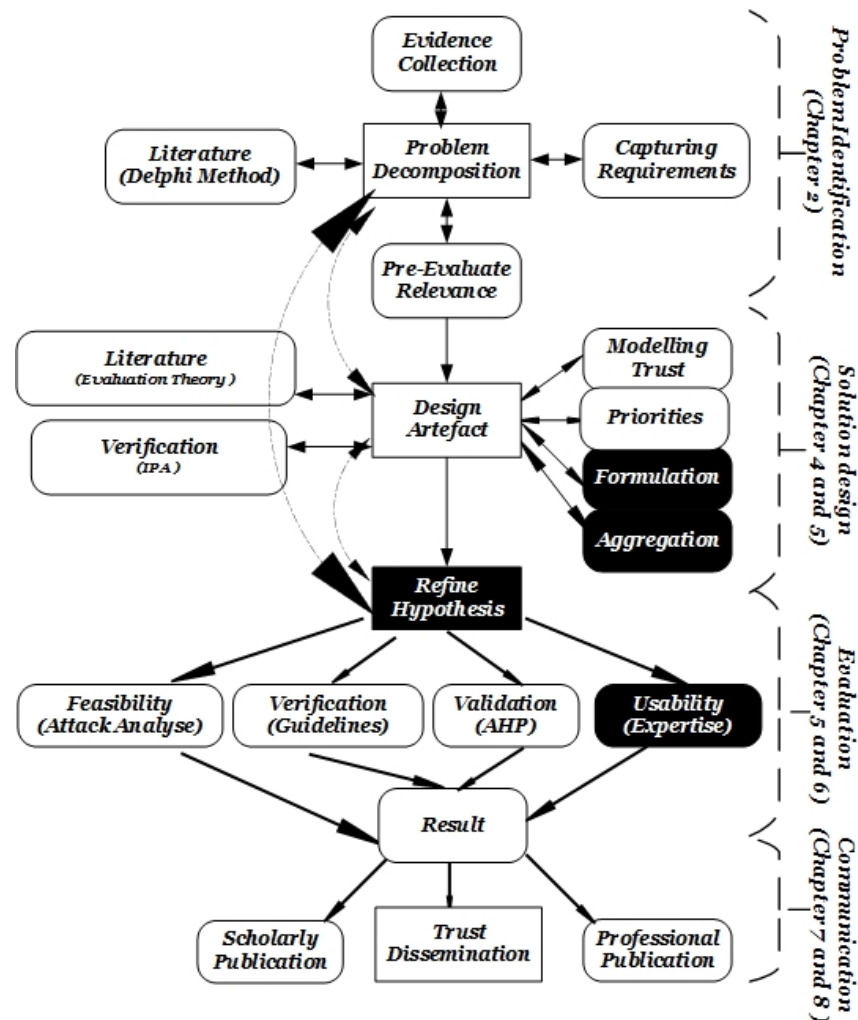 Evidence
Collection
Literature
(Delphi Method)
Problem
Decomposition
Capturing
Requirements
Pre-Evaluate
Relevance
Problem Identification
(Chapter 2)
Literature
(Evaluation Theory)
Verification
(IPA)
Design
Artefact
Modelling
Trust
Priorities
Formulation
Aggregation
Solution design
(Chapter 4 and 5)
Refine
Hypothesis
Feasibility
(Attack Analyse)
Verification
(Guidelines)
Validation
(AHP)
Usability
(Expertise)
Evaluation
(Chapter 5 and 6)
Result
Scholarly
Publication
Trust
Dissemination
Professional
Publication
Communication
(Chapter 7 and 8)